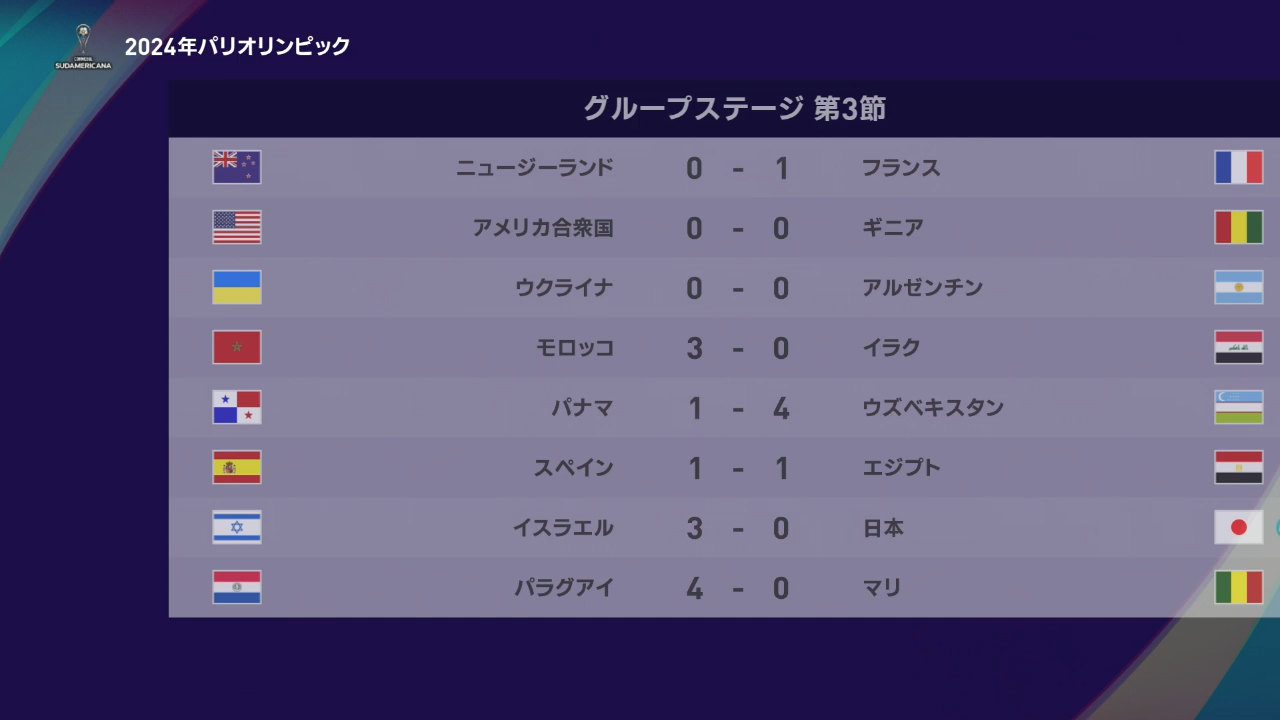 2024年パリオリンピック
SUDAMERICANA
グループステージ 第3節
ニュージーランド 0 - 1 フランス
アメリカ合衆国 0 - 0 ギニア
ウクライナ 0 - 0 アルゼンチン
モロッコ 3 - 0 イラク
パナマ 1 - 4 ウズベキスタン
スペイン 1 - 1 エジプト
イスラエル 3 - 0 日本
パラグアイ 4 - 0 マリ